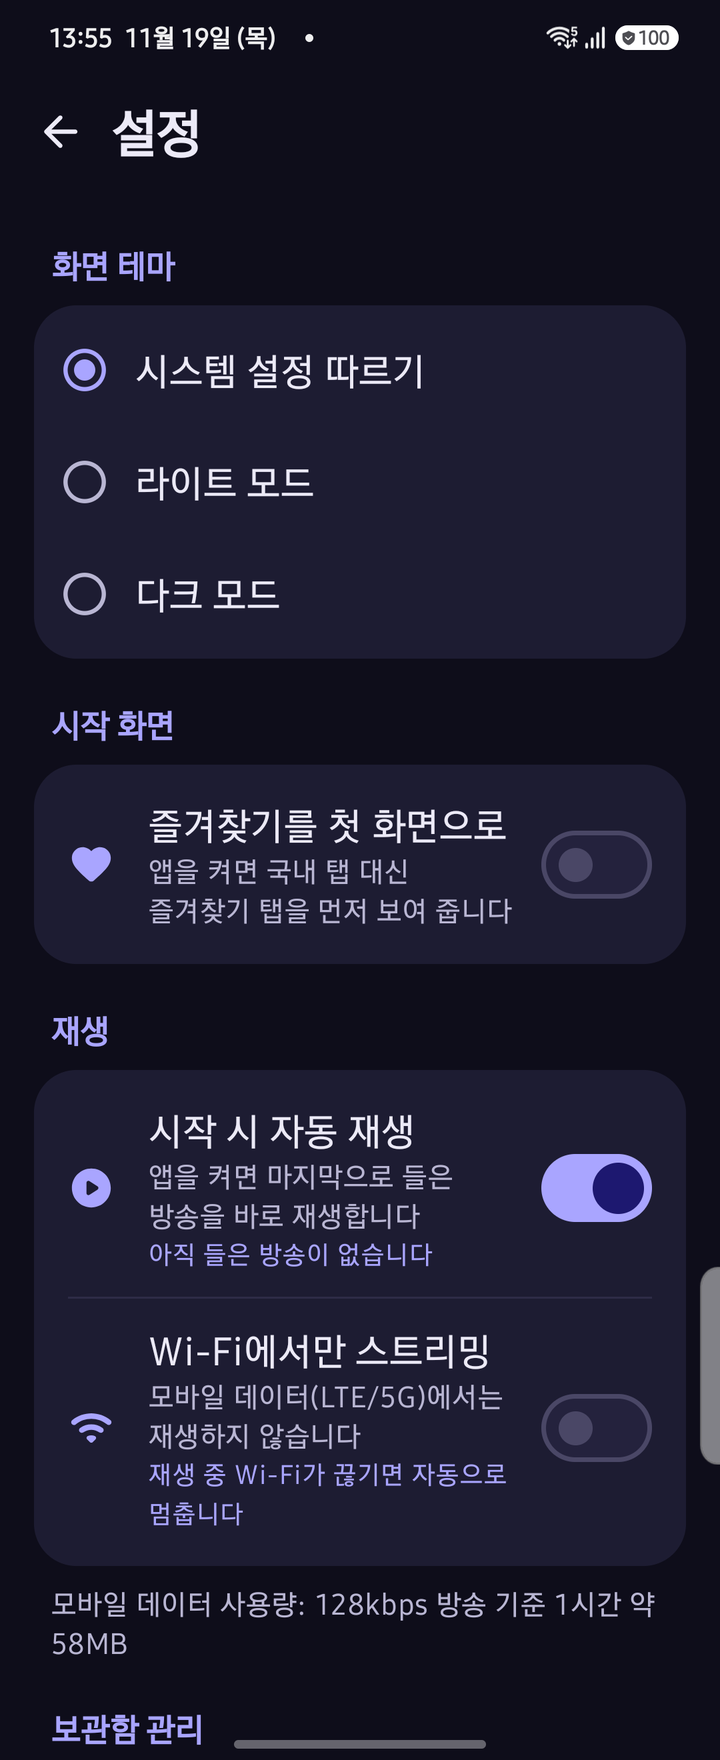 13:55 11월 19일 (목) •
5 100
설정
화면 테마
시스템 설정 따르기
라이트 모드
다크 모드
시작 화면
즐겨찾기를 첫 화면으로
앱을 켜면 국내 탭 대신
즐겨찾기 탭을 먼저 보여 줍니다
재생
시작 시 자동 재생
앱을 켜면 마지막으로 들은
방송을 바로 재생합니다
아직 들은 방송이 없습니다
Wi-Fi에서만 스트리밍
모바일 데이터(LTE/5G)에서는
재생하지 않습니다
재생 중 Wi-Fi가 끊기면 자동으로
멈춥니다
모바일 데이터 사용량: 128kbps 방송 기준 1시간 약
58MB
보관함 관리